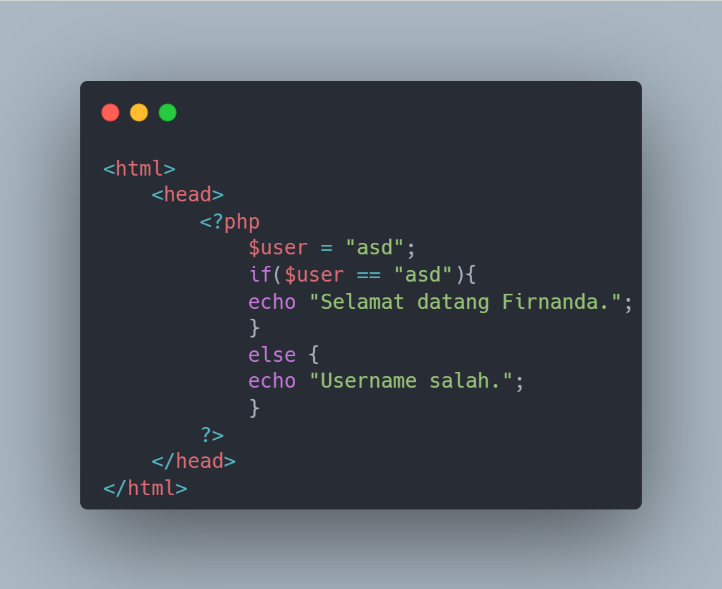 <html>
    <head>
        <?php
            $user = "asd";
            if($user == "asd"){
            echo "Selamat datang Firnanda.";
            }
            else {
            echo "Username salah.";
            }
        ?>
    </head>
</html>